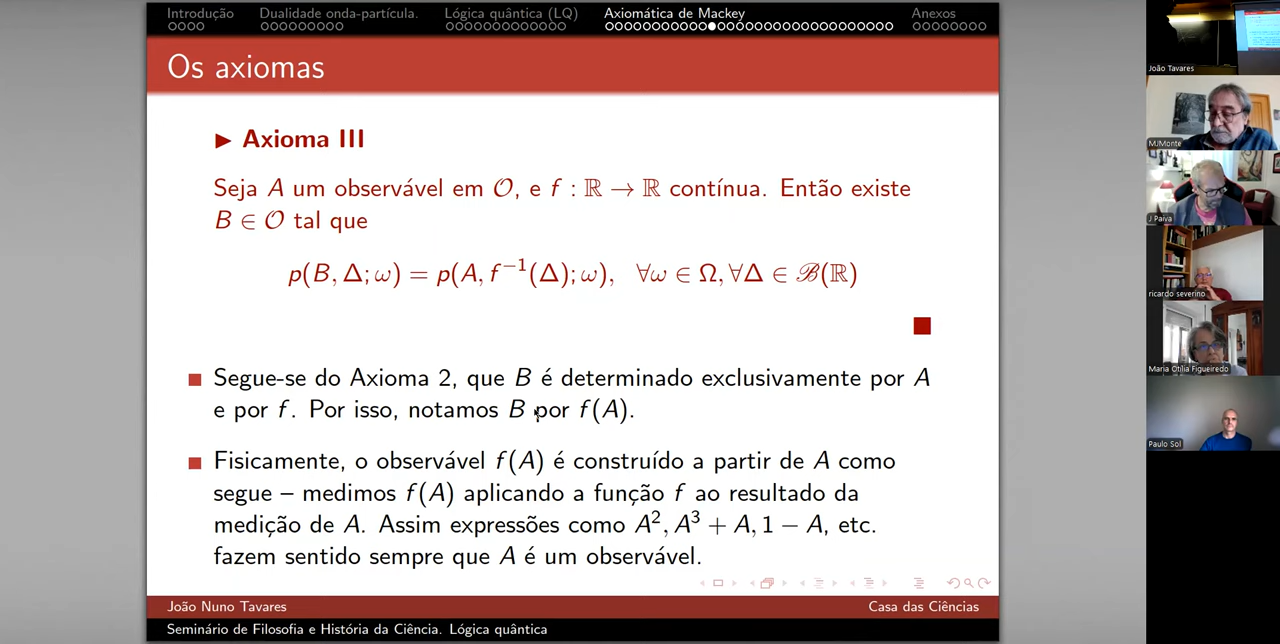 Introdução
Dualidade onda-partícula.
Lógica quântica (LQ)
Axiomática de Mackey
Anexos
Os axiomas
▶ Axioma III
Seja A um observável em 𝒪, e f : ℝ → ℝ contínua. Então existe
B ∈ 𝒪 tal que
p(B, Δ; ω) = p(A, f⁻¹(Δ); ω), ∀ω ∈ Ω, ∀Δ ∈ ℬ(ℝ)
Segue-se do Axioma 2, que B é determinado exclusivamente por A
e por f. Por isso, notamos B por f(A).
Fisicamente, o observável f(A) é construído a partir de A como
segue – medimos f(A) aplicando a função f ao resultado da
medição de A. Assim expressões como A², A³ + A, 1 − A, etc.
fazem sentido sempre que A é um observável.
João Nuno Tavares
Casa das Ciências
Seminário de Filosofia e História da Ciência. Lógica quântica
João Tavares
MJMonte
J Paiva
ricardo severino
Maria Otília Figueiredo
Paulo Sol